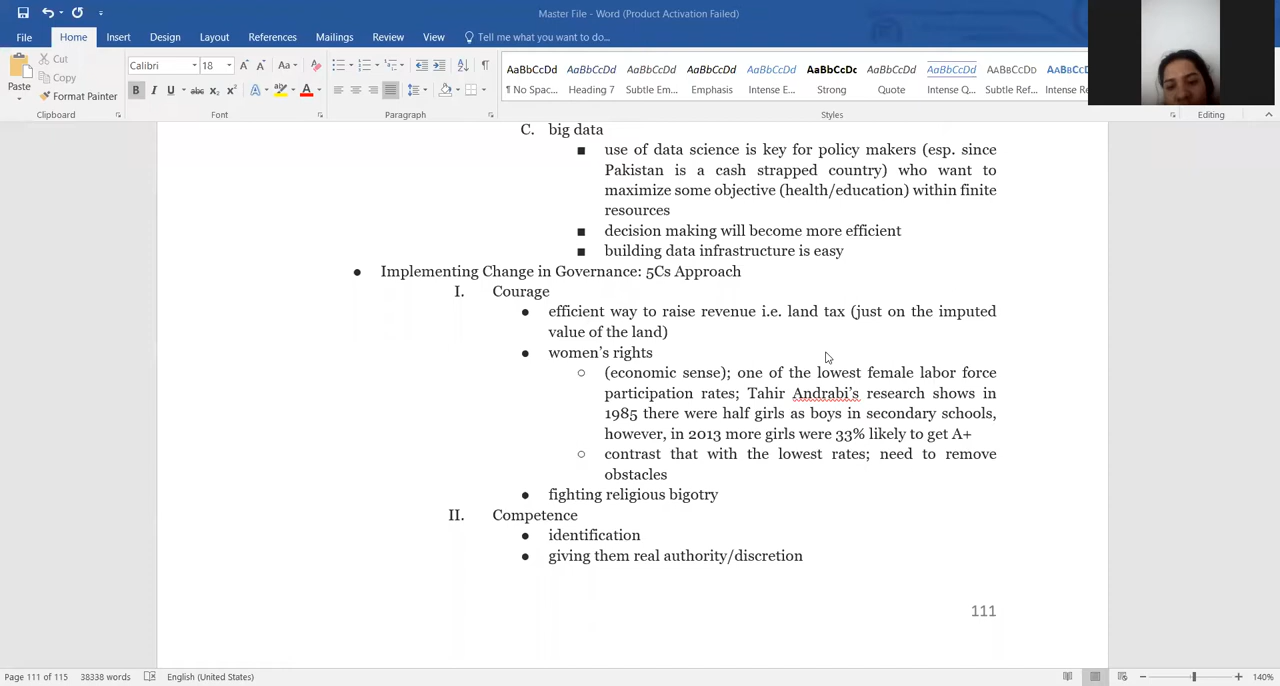 Master File - Word (Product Activation Failed)
File Home Insert Design Layout References Mailings Review View Tell me what you want to do...
Paste
Cut
Copy
Format Painter
Clipboard
Calibri 18
Font
Paragraph
AaBbCcDd AaBbCcDd AaBbCcDd AaBbCcDd AaBbCcDd AaBbCcDc AaBbCcDd AaBbCcDd AABBCCDD AABBC
¶ No Spac... Heading 7 Subtle Em... Emphasis Intense E... Strong Quote Intense Q... Subtle Ref... Intense Re
Styles
Editing
C. big data
■ use of data science is key for policy makers (esp. since
Pakistan is a cash strapped country) who want to
maximize some objective (health/education) within finite
resources
■ decision making will become more efficient
■ building data infrastructure is easy
● Implementing Change in Governance: 5Cs Approach
I. Courage
● efficient way to raise revenue i.e. land tax (just on the imputed
value of the land)
● women's rights
○ (economic sense); one of the lowest female labor force
participation rates; Tahir Andrabi's research shows in
1985 there were half girls as boys in secondary schools,
however, in 2013 more girls were 33% likely to get A+
○ contrast that with the lowest rates; need to remove
obstacles
● fighting religious bigotry
II. Competence
● identification
● giving them real authority/discretion
111
Page 111 of 115 38338 words English (United States) 140%